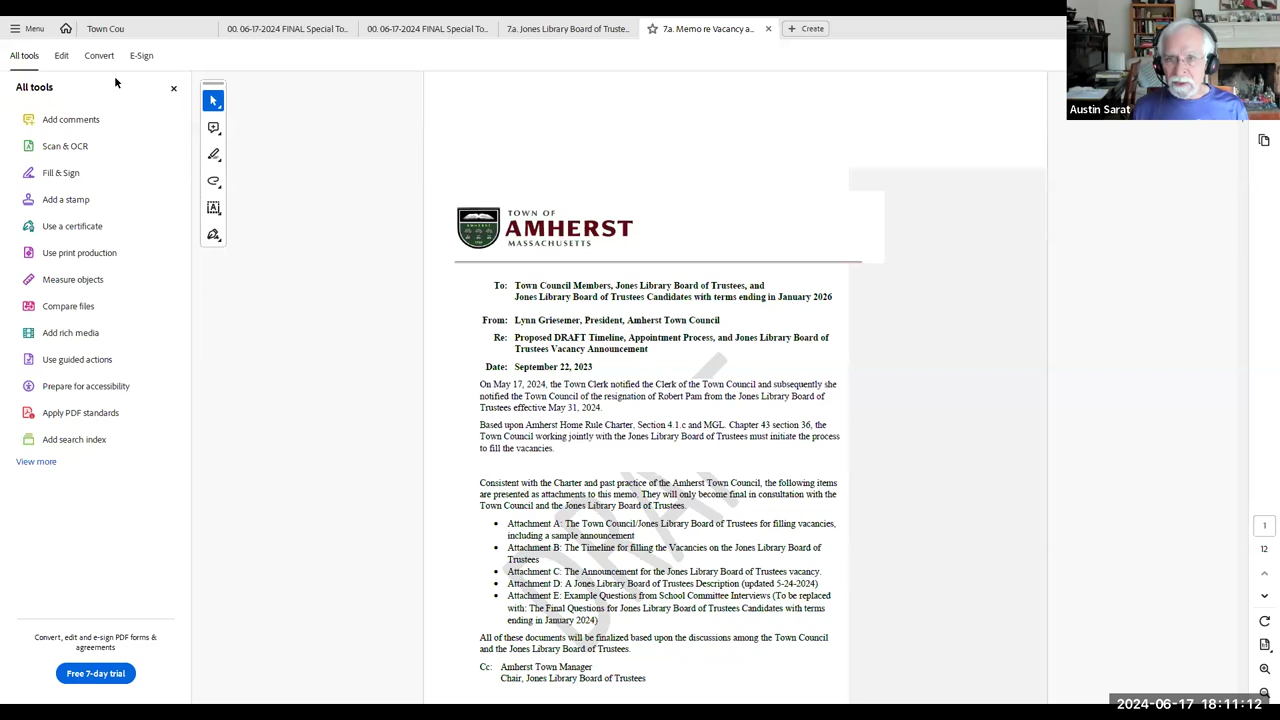 Menu
Town Cou
00. 06-17-2024 FINAL Special To...
00. 06-17-2024 FINAL Special To...
7a. Jones Library Board of Truste...
7a. Memo re Vacancy a...
Create
All tools
Edit
Convert
E-Sign
All tools
Add comments
Scan & OCR
Fill & Sign
Add a stamp
Use a certificate
Use print production
Measure objects
Compare files
Add rich media
Use guided actions
Prepare for accessibility
Apply PDF standards
Add search index
View more
Convert, edit and e-sign PDF forms &
agreements
Free 7-day trial
TOWN OF
AMHERST
MASSACHUSETTS
To: Town Council Members, Jones Library Board of Trustees, and
Jones Library Board of Trustees Candidates with terms ending in January 2026
From: Lynn Griesemer, President, Amherst Town Council
Re: Proposed DRAFT Timeline, Appointment Process, and Jones Library Board of
Trustees Vacancy Announcement
Date: September 22, 2023
On May 17, 2024, the Town Clerk notified the Clerk of the Town Council and subsequently she
notified the Town Council of the resignation of Robert Pam from the Jones Library Board of
Trustees effective May 31, 2024.
Based upon Amherst Home Rule Charter, Section 4.1.c and MGL. Chapter 43 section 36, the
Town Council working jointly with the Jones Library Board of Trustees must initiate the process
to fill the vacancies.
Consistent with the Charter and past practice of the Amherst Town Council, the following items
are presented as attachments to this memo. They will only become final in consultation with the
Town Council and the Jones Library Board of Trustees.
• Attachment A: The Town Council/Jones Library Board of Trustees for filling vacancies,
including a sample announcement
• Attachment B: The Timeline for filling the Vacancies on the Jones Library Board of
Trustees
• Attachment C: The Announcement for the Jones Library Board of Trustees vacancy.
• Attachment D: A Jones Library Board of Trustees Description (updated 5-24-2024)
• Attachment E: Example Questions from School Committee Interviews (To be replaced
with: The Final Questions for Jones Library Board of Trustees Candidates with terms
ending in January 2024)
All of these documents will be finalized based upon the discussions among the Town Council
and the Jones Library Board of Trustees.
Cc: Amherst Town Manager
Chair, Jones Library Board of Trustees
DRAFT
Austin Sarat
1
12
2024-06-17 18:11:12